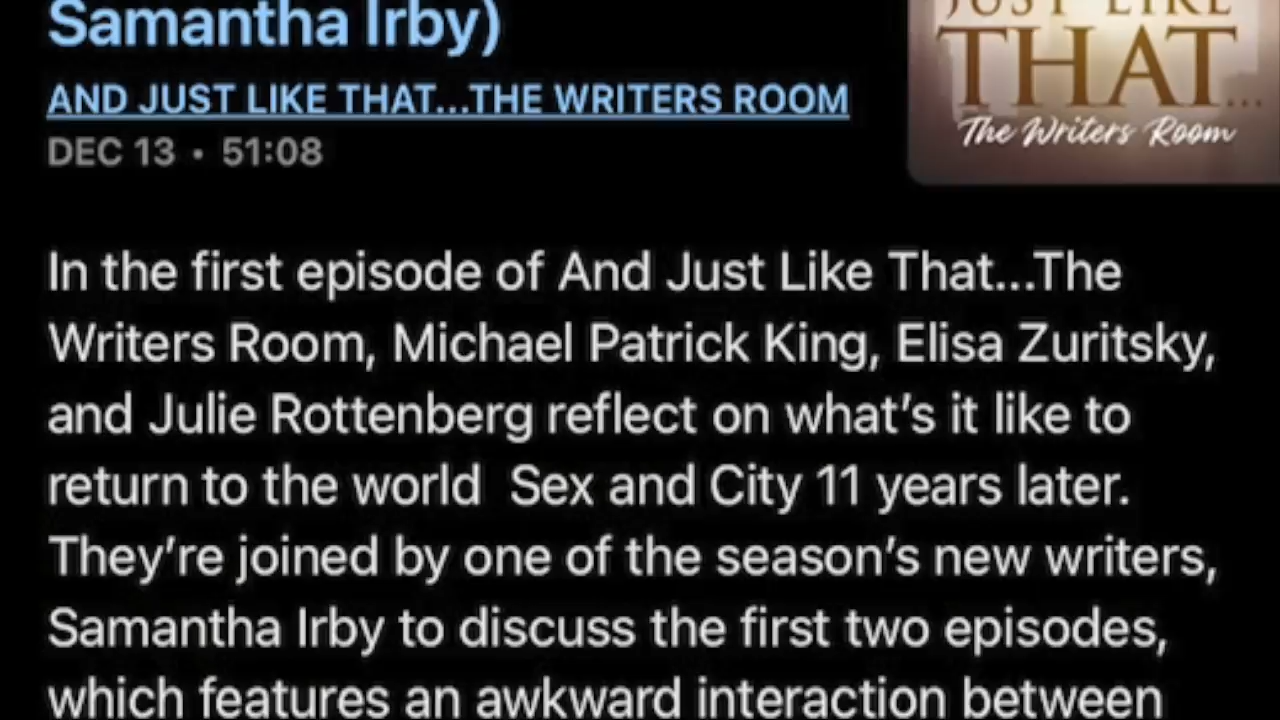 Samantha Irby)
AND JUST LIKE THAT...THE WRITERS ROOM
DEC 13 • 51:08
JUST LIKE
THAT...
The Writers Room
In the first episode of And Just Like That...The
Writers Room, Michael Patrick King, Elisa Zuritsky,
and Julie Rottenberg reflect on what’s it like to
return to the world  Sex and City 11 years later.
They’re joined by one of the season’s new writers,
Samantha Irby to discuss the first two episodes,
which features an awkward interaction between